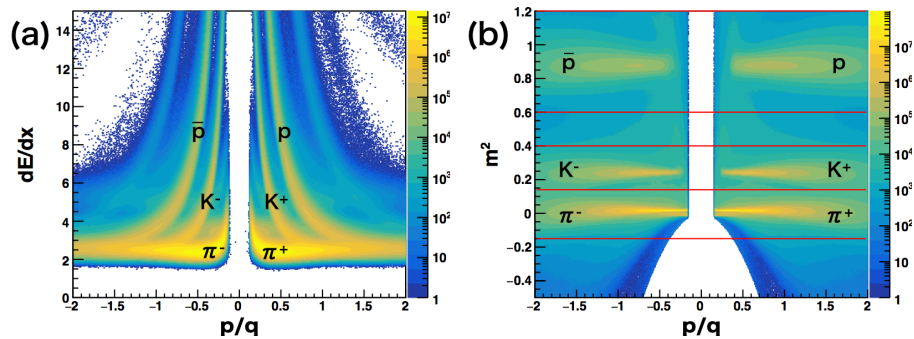 (a)
dE/dx
15
14
12
10
8
6
4
2
0
p̅
p
K⁻
K⁺
π⁻
π⁺
−2 −1.5 −1 −0.5 0 0.5 1 1.5 2
p/q
10⁷
10⁶
10⁵
10⁴
10³
10²
10
1
(b)
m²
1.2
1
0.8
0.6
0.4
0.2
0
−0.2
−0.4
p̅
p
K⁻
K⁺
π⁻
π⁺
−2 −1.5 −1 −0.5 0 0.5 1 1.5 2
p/q
10⁷
10⁶
10⁵
10⁴
10³
10²
10
1